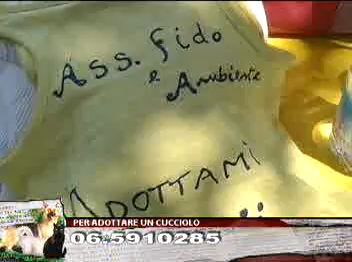 Ass. Fido
e
Ambiente
ADOTTAMI
PER ADOTTARE UN CUCCIOLO
06 5910285